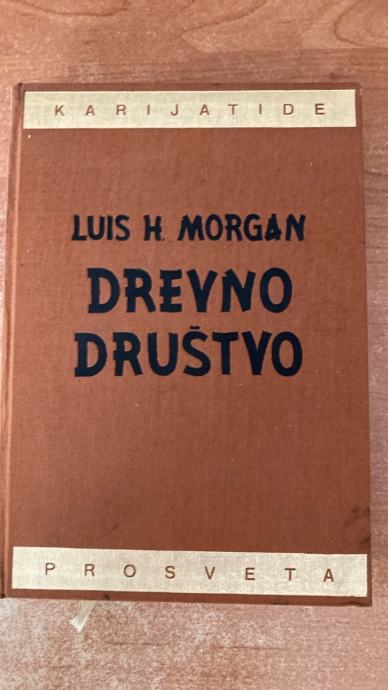 KARIJATIDE
LUIS H. MORGAN
DREVNO
DRUŠTVO
PROSVETA